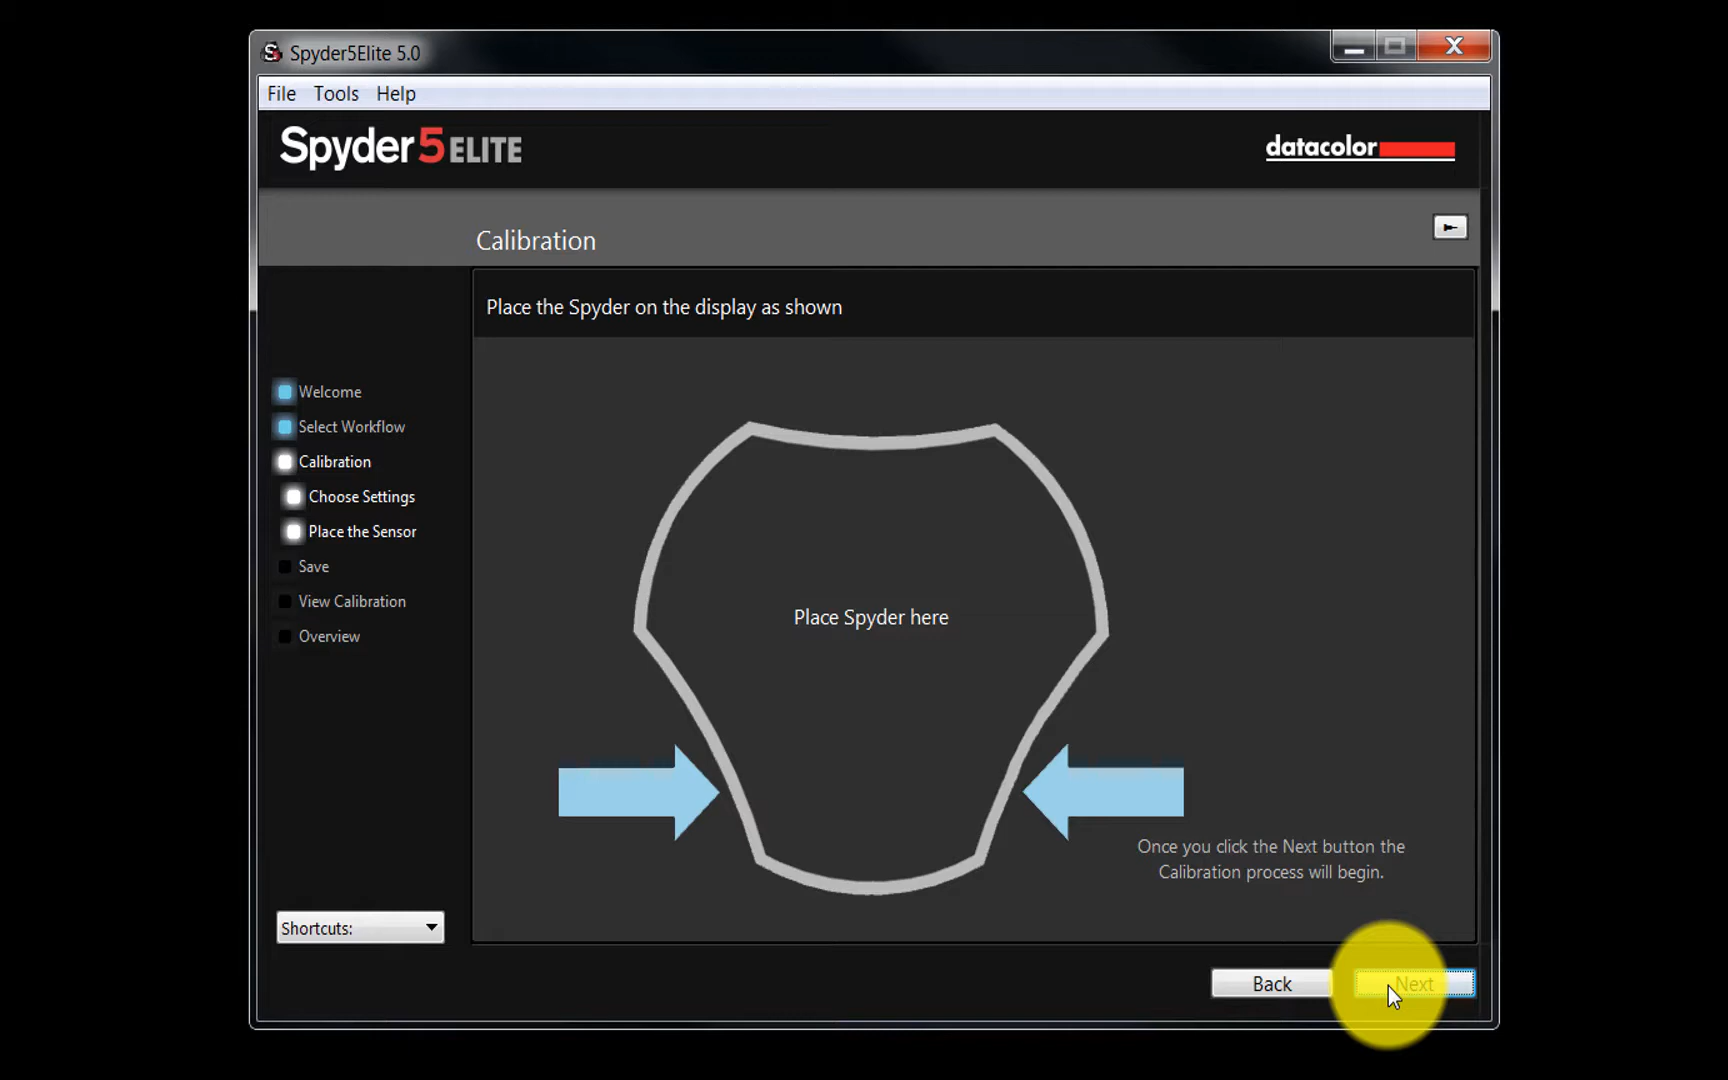 Spyder5Elite 5.0
File Tools Help
Spyder5ELITE
datacolor
Calibration
Place the Spyder on the display as shown
Welcome
Select Workflow
Calibration
Choose Settings
Place the Sensor
Save
View Calibration
Overview
Place Spyder here
Once you click the Next button the
Calibration process will begin.
Shortcuts:
Back Next